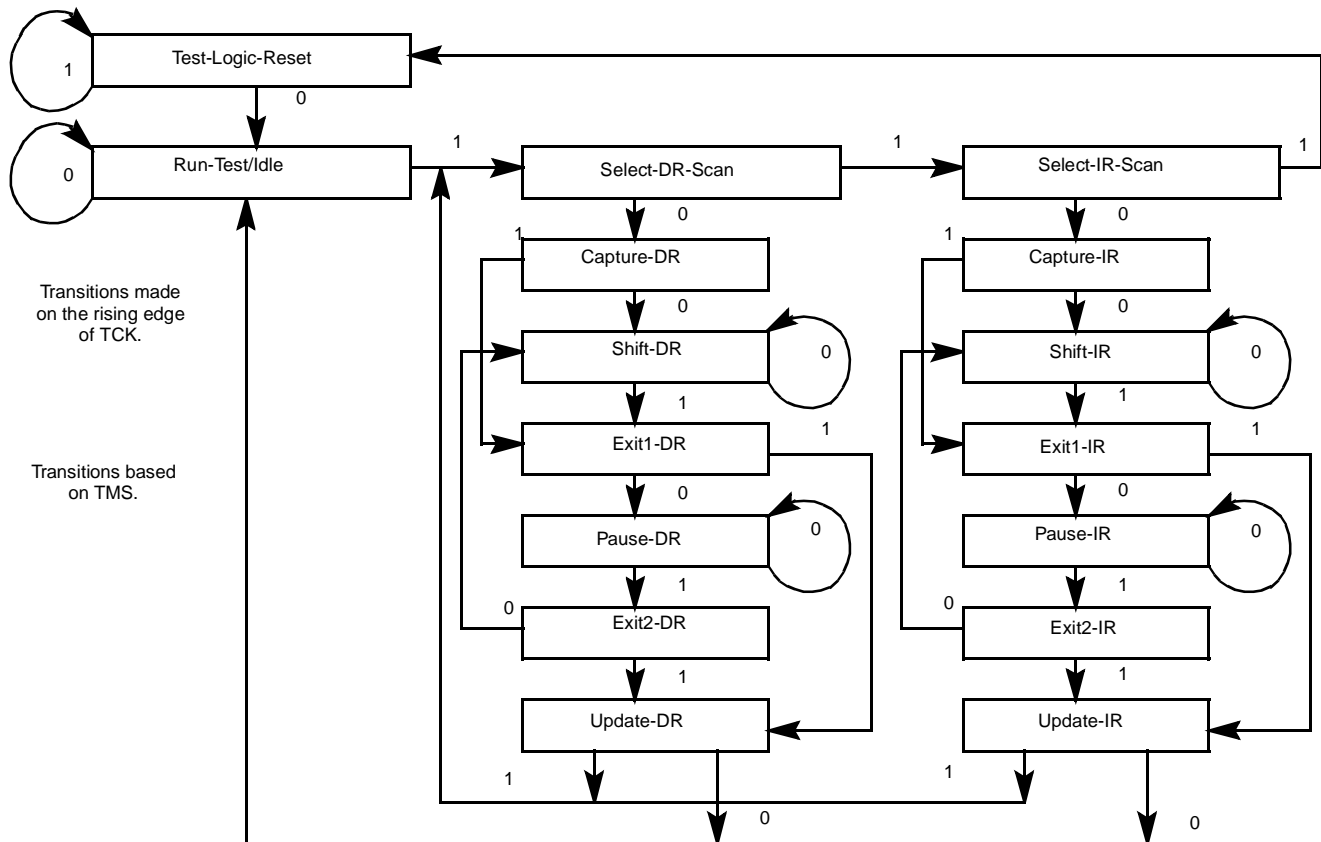 Test-Logic-Reset
1
0
Run-Test/Idle
0
1
Select-DR-Scan
1
Select-IR-Scan
1
0
0
1
Capture-DR
1
Capture-IR
Transitions made
on the rising edge
of TCK.
0
0
Shift-DR
0
Shift-IR
0
1
1
Exit1-DR
1
Exit1-IR
1
Transitions based
on TMS.
0
0
Pause-DR
0
Pause-IR
0
1
1
0
Exit2-DR
0
Exit2-IR
1
1
Update-DR
Update-IR
1
1
0
0